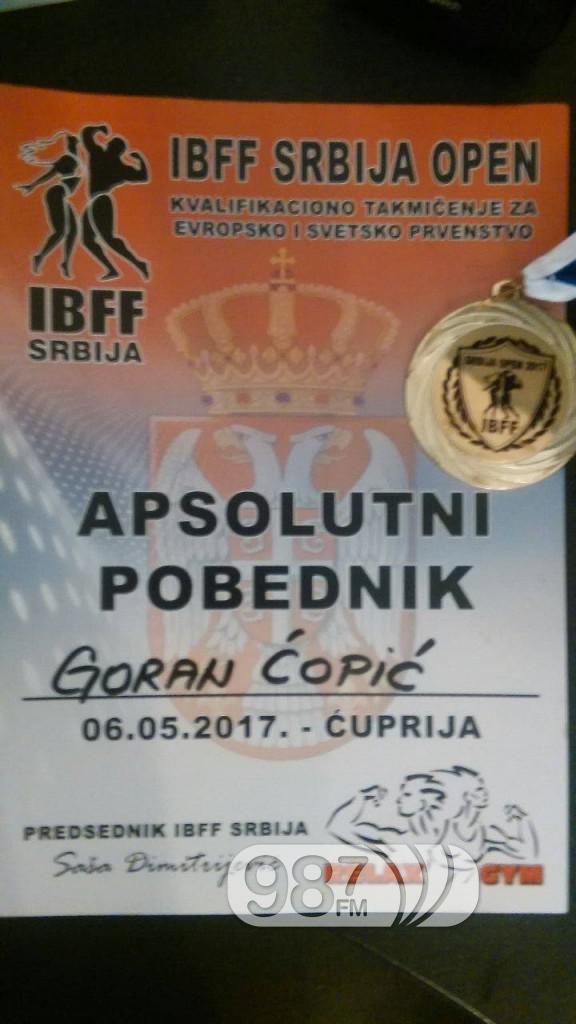 IBFF SRBIJA OPEN
KVALIFIKACIONO TAKMIČENJE ZA
EVROPSKO I SVETSKO PRVENSTVO
IBFF
SRBIJA
SRBIJA OPEN 2017
IBFF
APSOLUTNI
POBEDNIK
GORAN ĆOPIĆ
06.05.2017. - ĆUPRIJA
PREDSEDNIK IBFF SRBIJA
Saša
GYM
987
FM